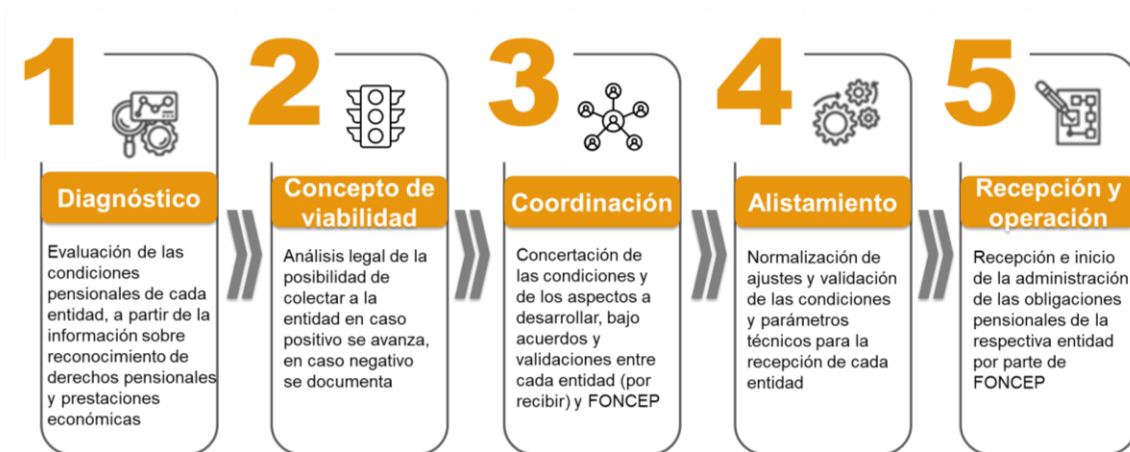 1
Diagnóstico
Evaluación de las
condiciones
pensionales de cada
entidad, a partir de la
información sobre
reconocimiento de
derechos pensionales
y prestaciones
económicas
2
Concepto de
viabilidad
Análisis legal de la
posibilidad de
colectar a la
entidad en caso
positivo se avanza,
en caso negativo
se documenta
3
Coordinación
Concertación de
las condiciones y
de los aspectos a
desarrollar, bajo
acuerdos y
validaciones entre
cada entidad (por
recibir) y FONCEP
4
Alistamiento
Normalización de
ajustes y validación
de las condiciones
y parámetros
técnicos para la
recepción de cada
entidad
5
Recepción y
operación
Recepción e inicio
de la administración
de las obligaciones
pensionales de la
respectiva entidad
por parte de
FONCEP